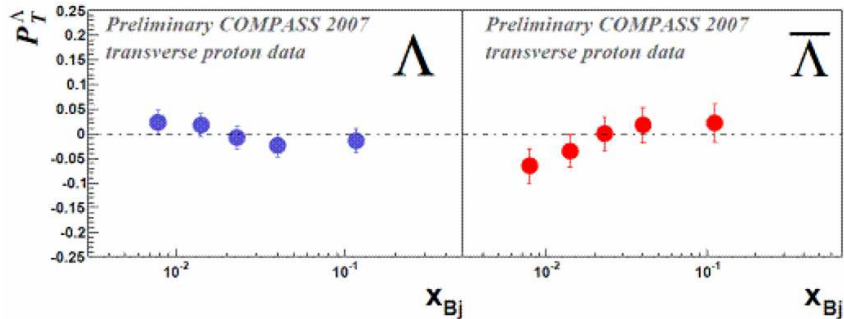 P_T^Λ
0.25
0.2
0.15
0.1
0.05
0
-0.05
-0.1
-0.15
-0.2
-0.25
Preliminary COMPASS 2007
transverse proton data
Λ
10^-2
10^-1
x_Bj
Preliminary COMPASS 2007
transverse proton data
Λ̅
10^-2
10^-1
x_Bj